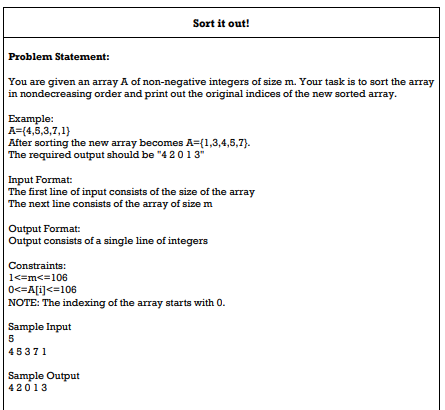 Sort it out!
Problem Statement:
You are given an array A of non-negative integers of size m. Your task is to sort the array
in nondecreasing order and print out the original indices of the new sorted array.
Example:
A={4,5,3,7,1}
After sorting the new array becomes A={1,3,4,5,7}.
The required output should be "4 2 0 1 3"
Input Format:
The first line of input consists of the size of the array
The next line consists of the array of size m
Output Format:
Output consists of a single line of integers
Constraints:
1<=m<=106
0<=A[i]<=106
NOTE: The indexing of the array starts with 0.
Sample Input
5
4 5 3 7 1
Sample Output
4 2 0 1 3